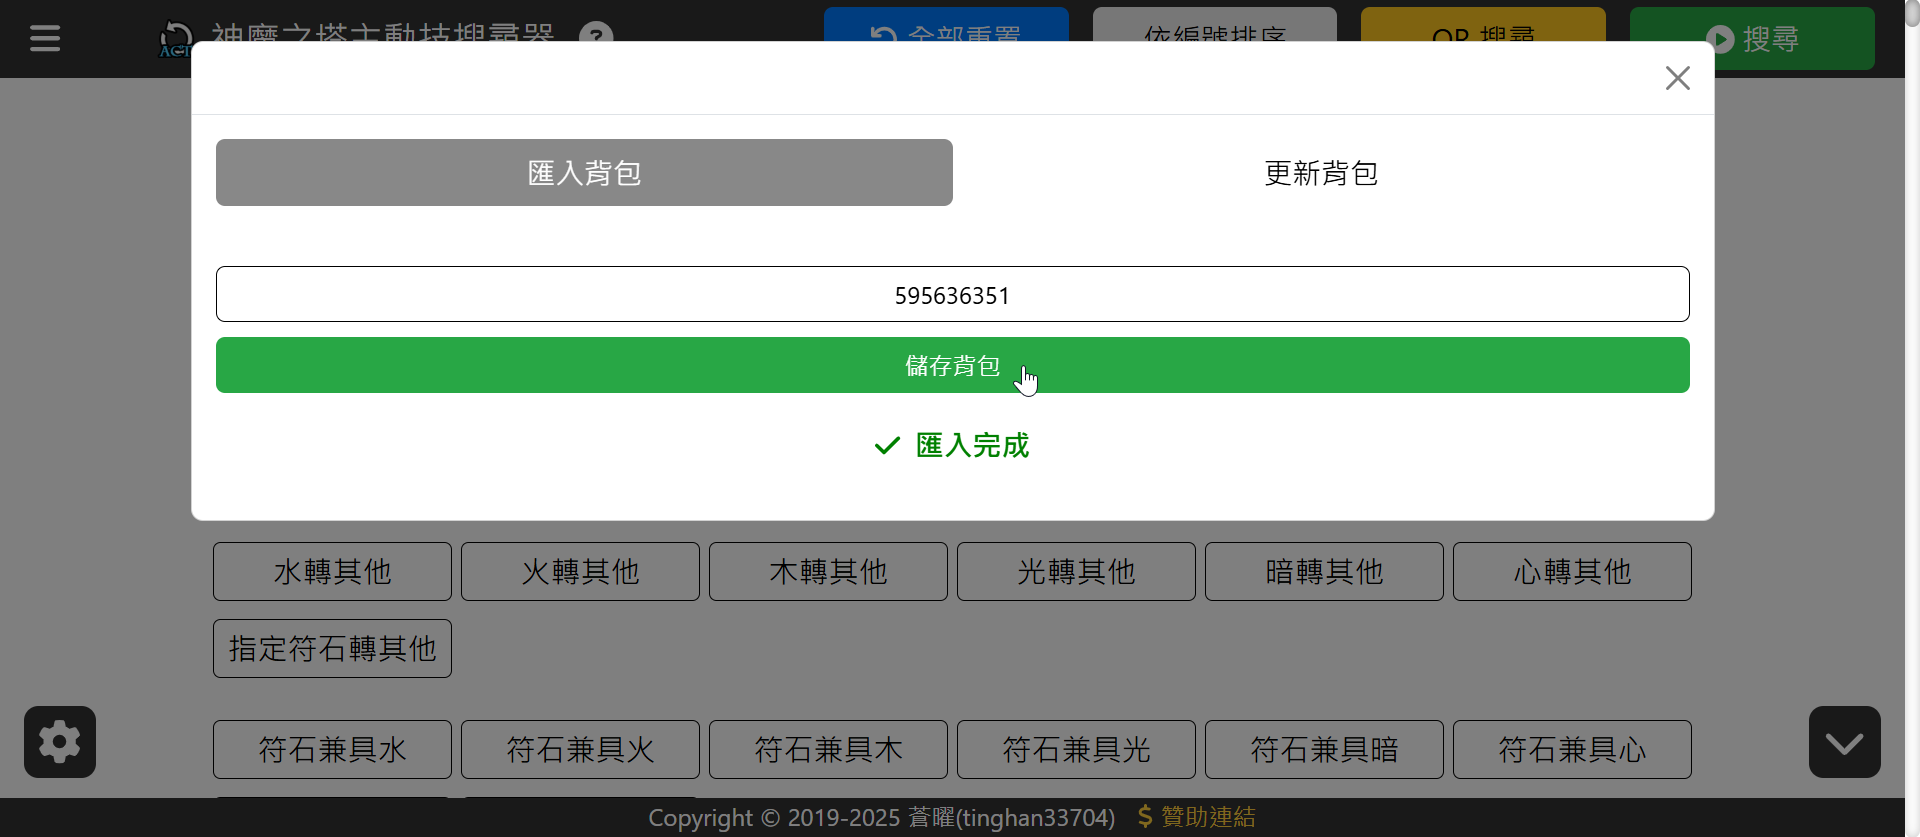 ACT 神魔之塔主動技搜尋器 ?
全部重置
依編號排序
OR 搜尋
搜尋
匯入背包
更新背包
595636351
儲存背包
匯入完成
水轉其他
火轉其他
木轉其他
光轉其他
暗轉其他
心轉其他
指定符石轉其他
符石兼具水
符石兼具火
符石兼具木
符石兼具光
符石兼具暗
符石兼具心
Copyright © 2019-2025 蒼曜(tinghan33704) $ 贊助連結